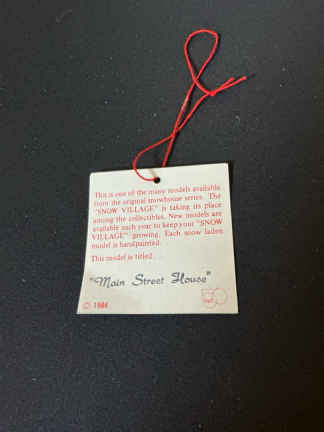 This is one of the many models available
from the original snowhouse series. The
"SNOW VILLAGE" is taking its place
among the collectibles. New models are
available each year to keep your "SNOW
VILLAGE" growing. Each snow laden
model is handpainted.
This model is titled . .
"Main Street House"
© 1984